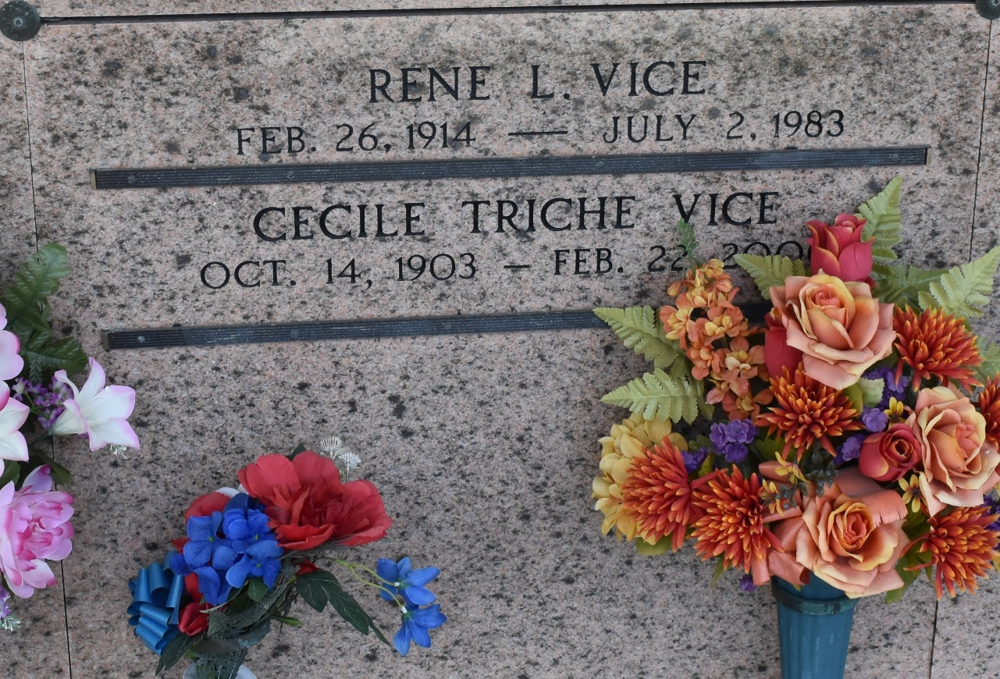 RENE L. VICE
FEB. 26, 1914 — JULY 2, 1983
CECILE TRICHE VICE
OCT. 14, 1903 — FEB. 22